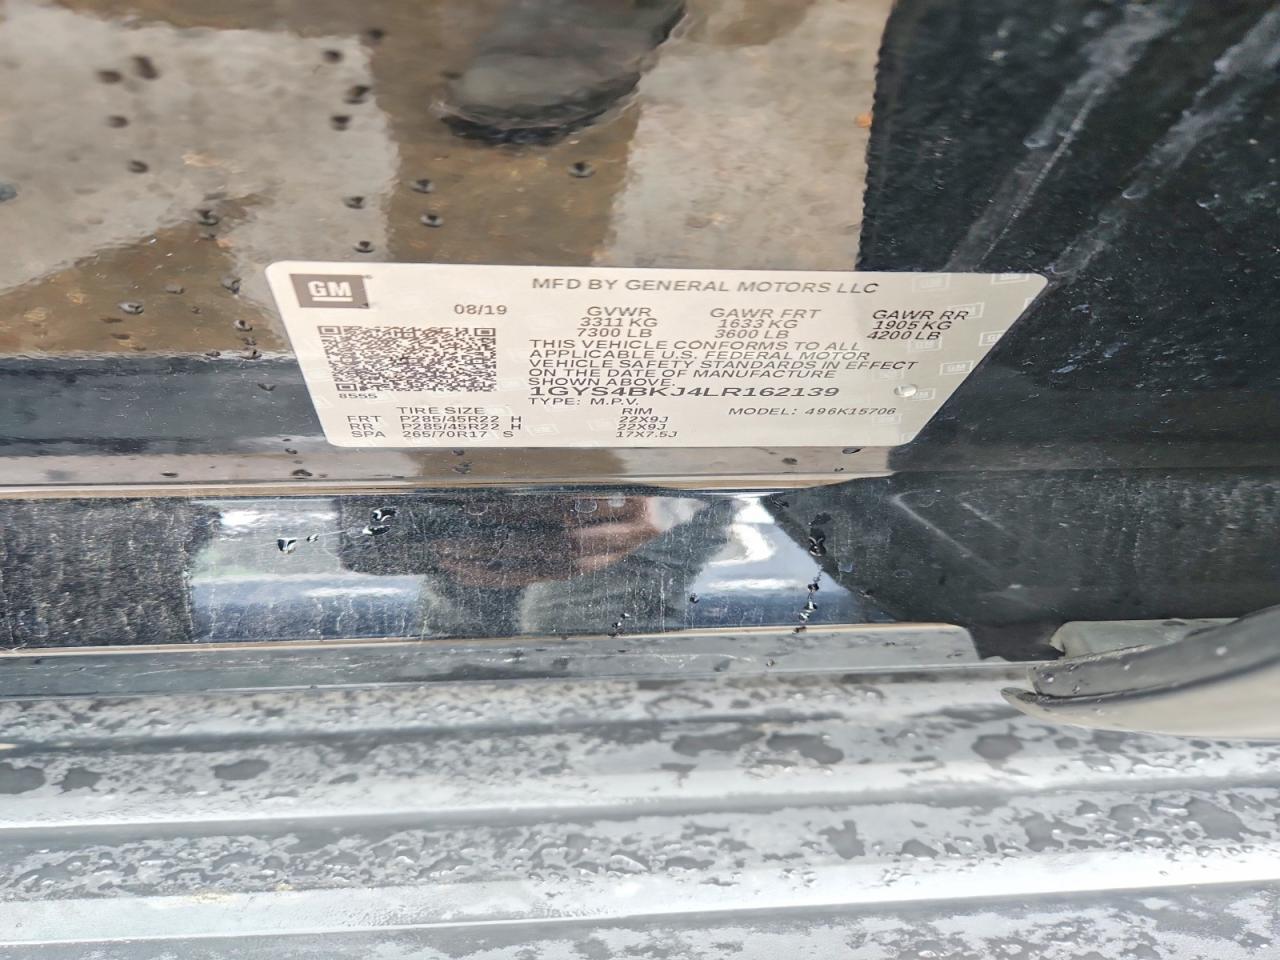 GM
MFD BY GENERAL MOTORS LLC
08/19 GVWR GAWR FRT GAWR RR
3311 KG 1633 KG 1905 KG
7300 LB 3600 LB 4200 LB
THIS VEHICLE CONFORMS TO ALL
APPLICABLE U.S. FEDERAL MOTOR
VEHICLE SAFETY STANDARDS IN EFFECT
ON THE DATE OF MANUFACTURE
SHOWN ABOVE.
8555
1GYS4BKJ4LR162139
TYPE: M.P.V. MODEL: 496K15706
TIRE SIZE RIM
FRT P285/45R22 H 22X9J
RR P285/45R22 H 22X9J
SPA 265/70R17 S 17X7.5J